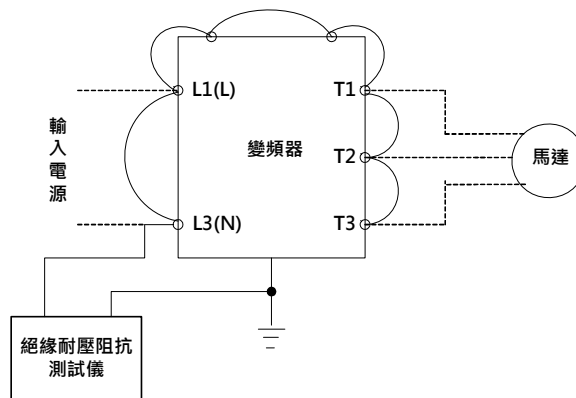 L1(L)
T1
輸入電源
變頻器
T2
馬達
L3(N)
T3
絕緣耐壓阻抗
測試儀